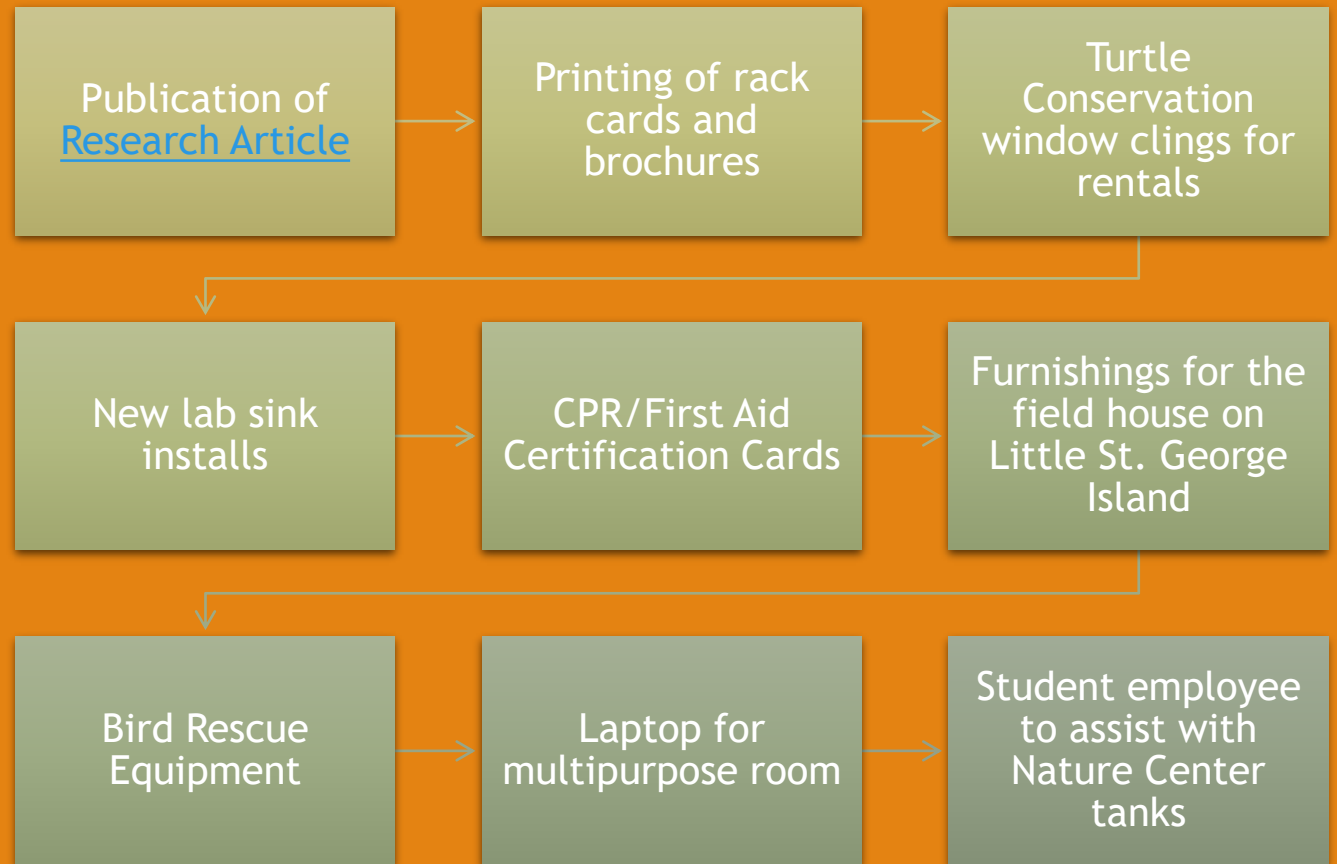 Publication of
Research Article
Printing of rack
cards and
brochures
Turtle
Conservation
window clings for
rentals
New lab sink
installs
CPR/First Aid
Certification Cards
Furnishings for the
field house on
Little St. George
Island
Bird Rescue
Equipment
Laptop for
multipurpose room
Student employee
to assist with
Nature Center
tanks